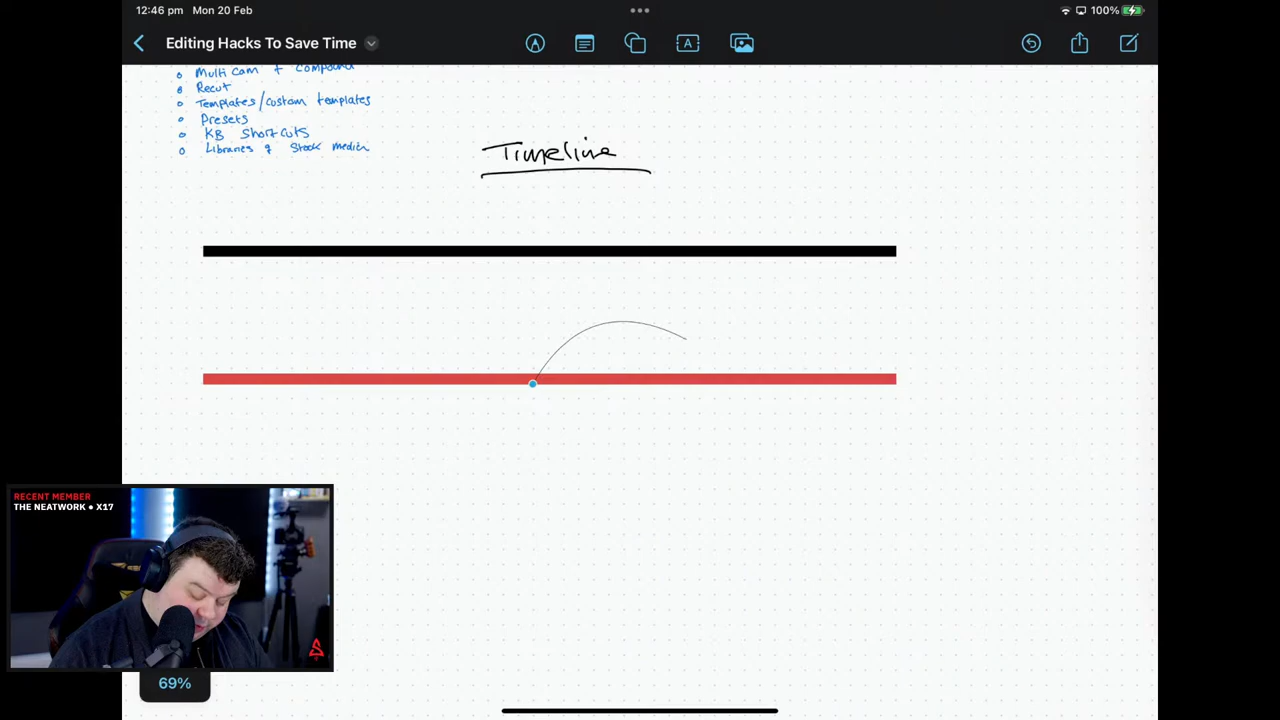 12:46 pm Mon 20 Feb
100%
Editing Hacks To Save Time
Multi cam + compound
Recut
Templates/custom templates
Presets
KB Shortcuts
Libraries & Stock media
Timeline
RECENT MEMBER
THE NEATWORK ● X17
69%